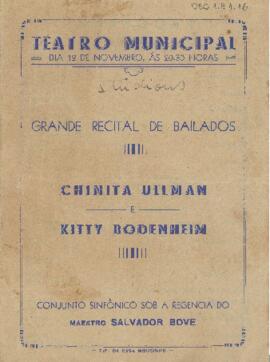 TEATRO MUNICIPAL
DIA 12 DE NOVEMBRO, ÁS 20:30 HORAS
GRANDE RECITAL DE BAILADOS
CHINITA ULLMAN
E
KITTY BODENHEIM
CONJUNTO SINFÔNICO SOB A REGENCIA DO
MAESTRO SALVADOR BOVE